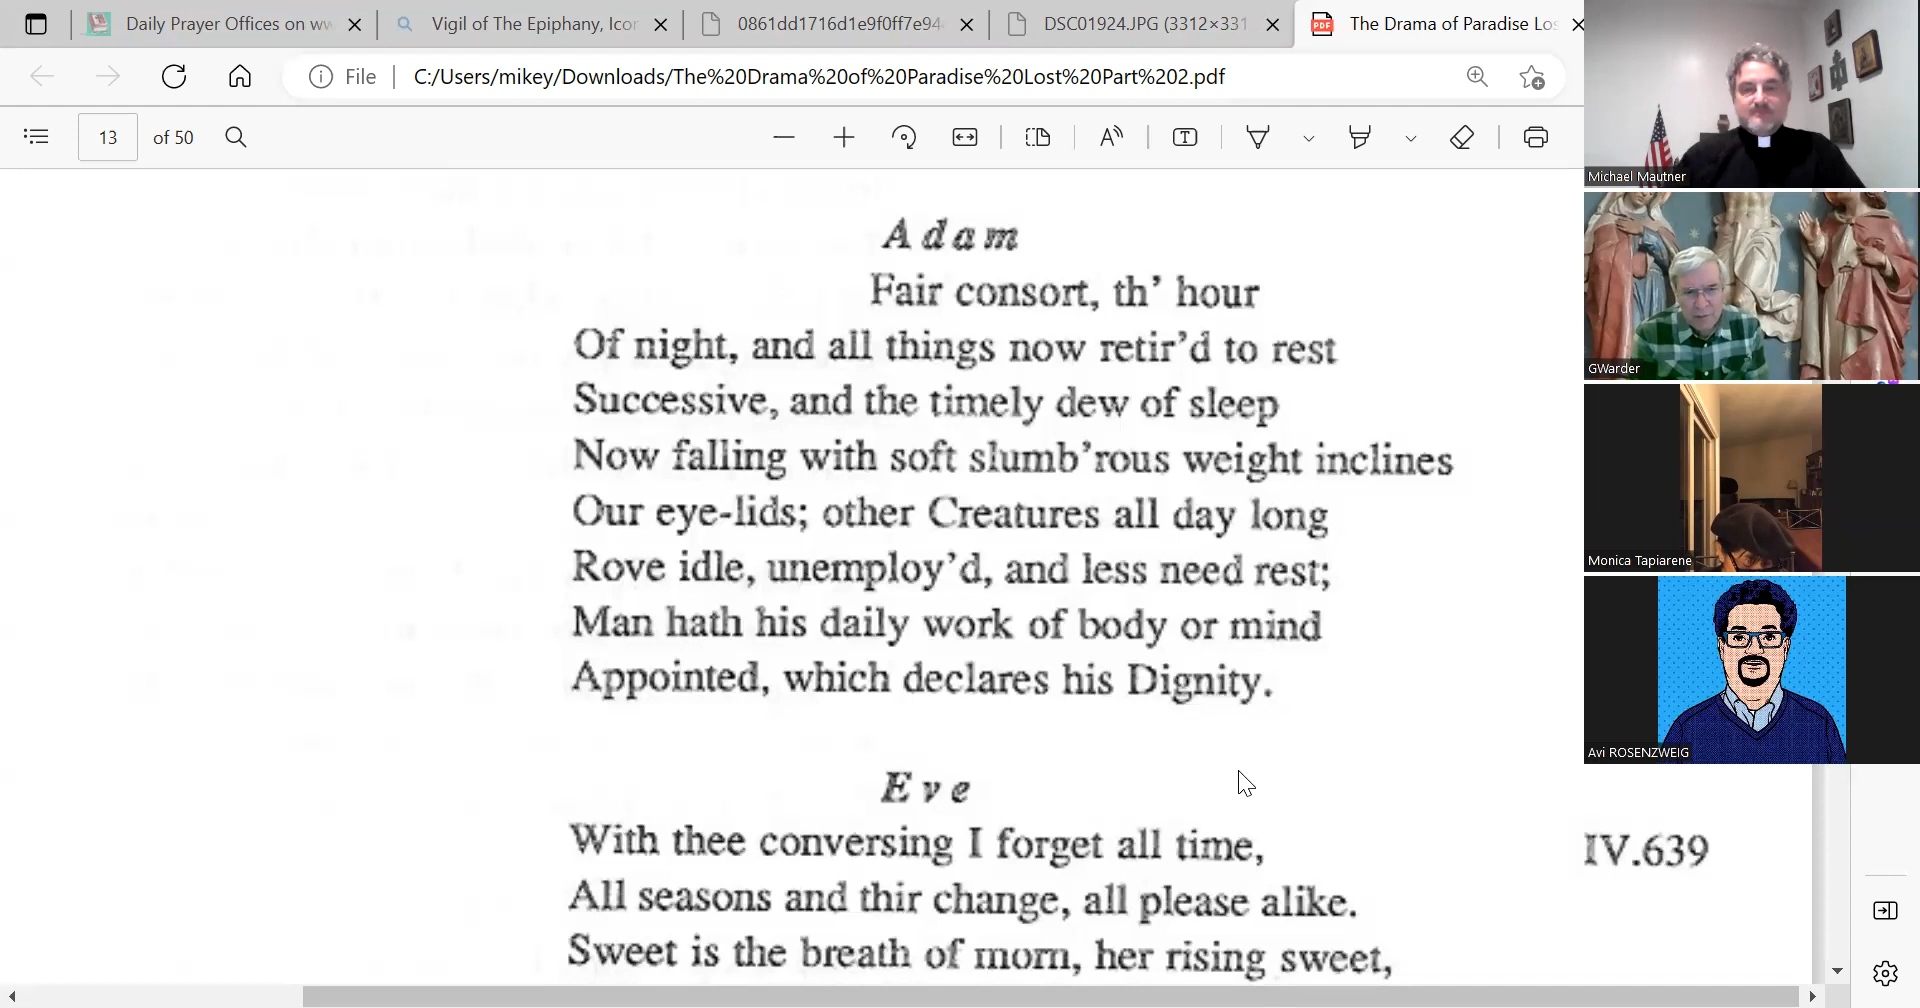 Daily Prayer Offices on ww
Vigil of The Epiphany, Icor
0861dd1716d1e9f0ff7e94
DSC01924.JPG (3312×331
PDF
The Drama of Paradise Los
File
C:/Users/mikey/Downloads/The%20Drama%20of%20Paradise%20Lost%20Part%202.pdf
13 of 50
Adam
Fair consort, th' hour
Of night, and all things now retir'd to rest
Successive, and the timely dew of sleep
Now falling with soft slumb'rous weight inclines
Our eye-lids; other Creatures all day long
Rove idle, unemploy'd, and less need rest;
Man hath his daily work of body or mind
Appointed, which declares his Dignity.
Eve
With thee conversing I forget all time, IV.639
All seasons and thir change, all please alike.
Sweet is the breath of morn, her rising sweet,
Michael Mautner
GWarder
Monica Tapiarene
Avi ROSENZWEIG